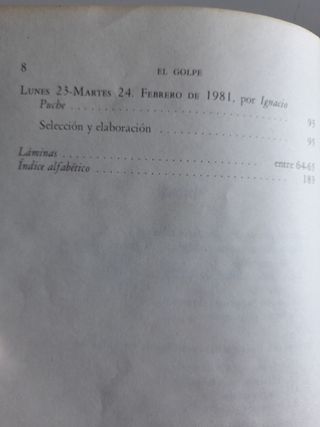 8 EL GOLPE
LUNES 23-MARTES 24. FEBRERO DE 1981, por Ignacio
Puche . . . . . . . . . . . . . . . . . . . . . . . . . . . . . 93
Selección y elaboración . . . . . . . . . . . . . . . . . 95
Láminas . . . . . . . . . . . . . . . . . . . . . . . . entre 64-65
Índice alfabético . . . . . . . . . . . . . . . . . . . . . . . . 183